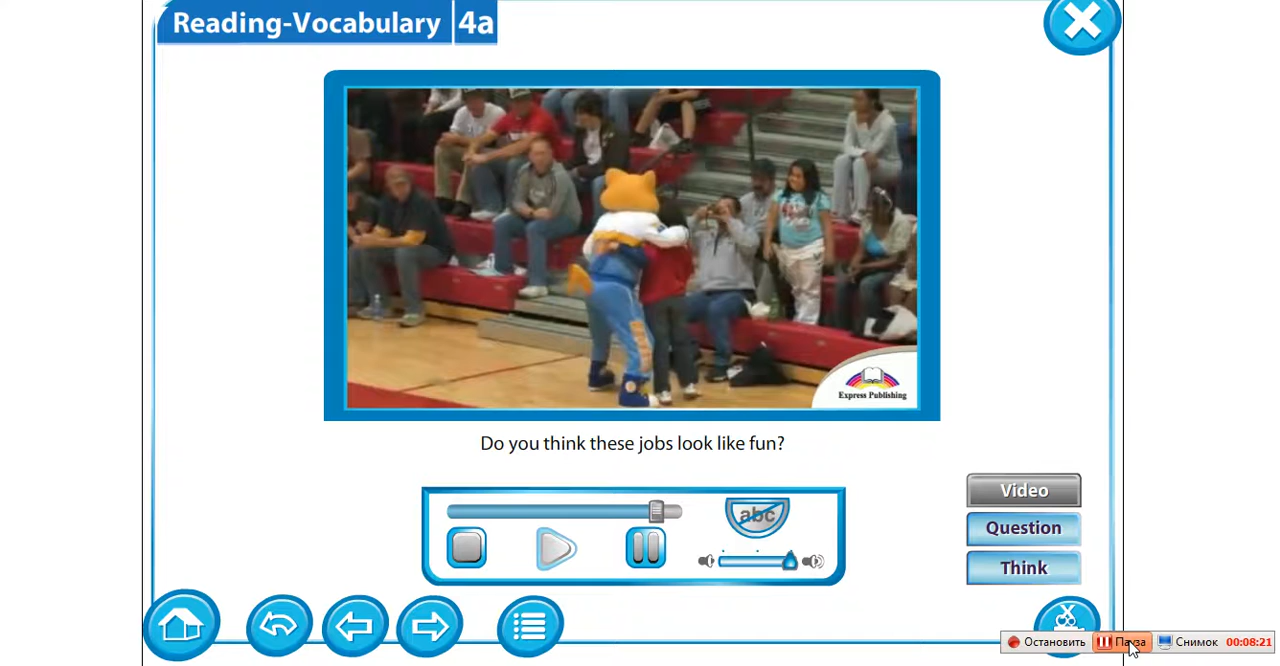 Reading-Vocabulary 4a
Express Publishing
Do you think these jobs look like fun?
abc
Video
Question
Think
Остановить Пауза Снимок 00:08:21